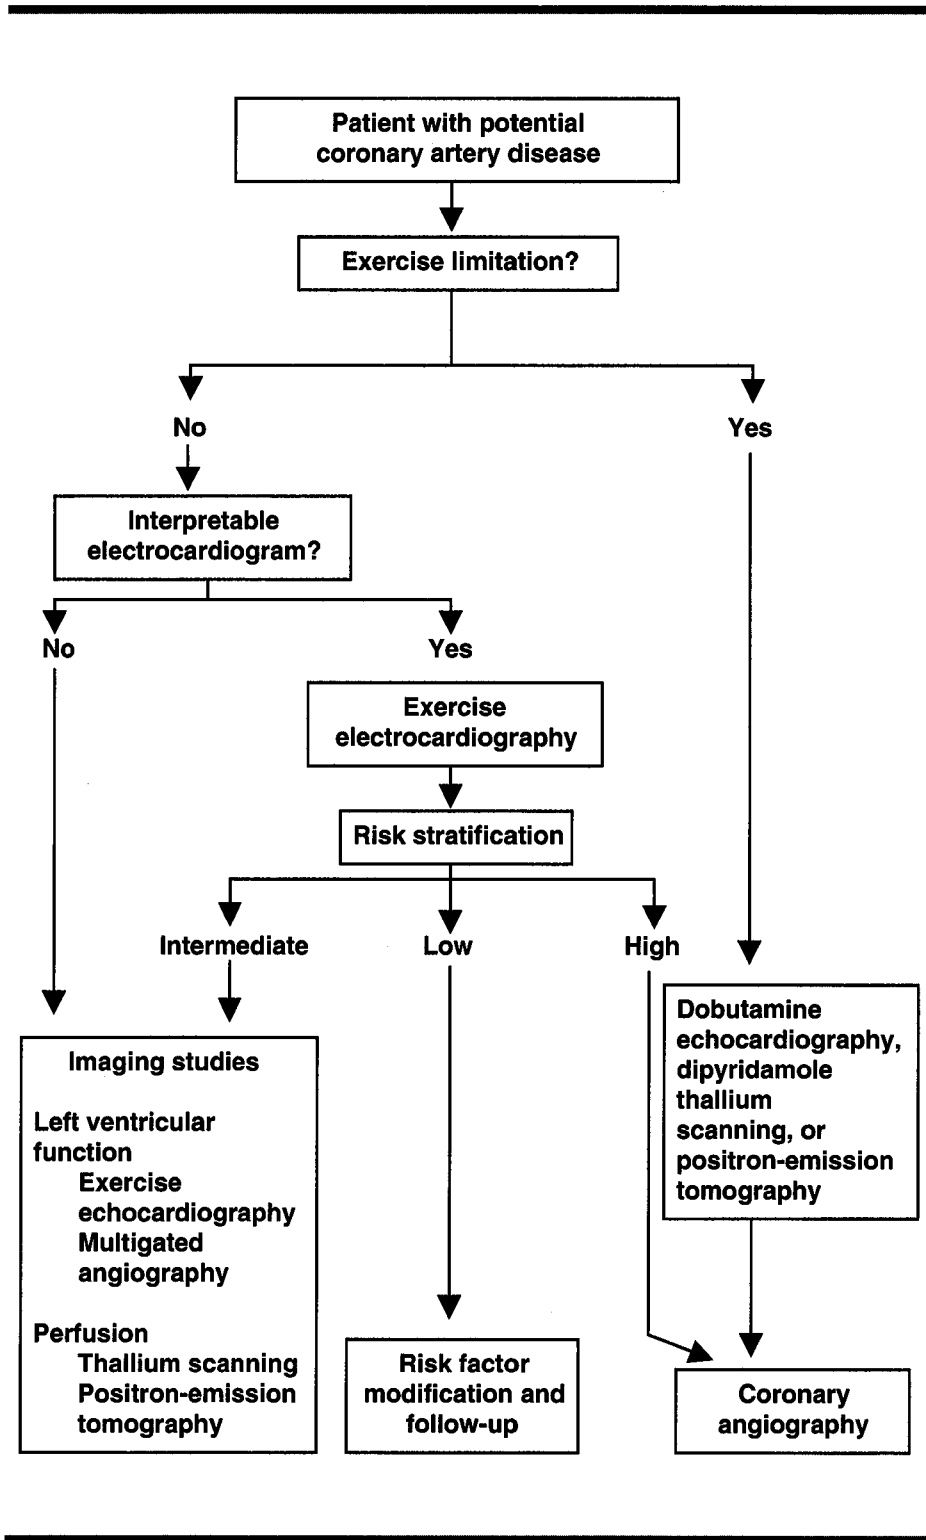 Patient with potential
coronary artery disease
Exercise limitation?
No
Yes
Interpretable
electrocardiogram?
No
Yes
Exercise
electrocardiography
Risk stratification
Intermediate
Low
High
Imaging studies
Left ventricular
function
Exercise
echocardiography
Multigated
angiography
Perfusion
Thallium scanning
Positron-emission
tomography
Risk factor
modification and
follow-up
Dobutamine
echocardiography,
dipyridamole
thallium
scanning, or
positron-emission
tomography
Coronary
angiography